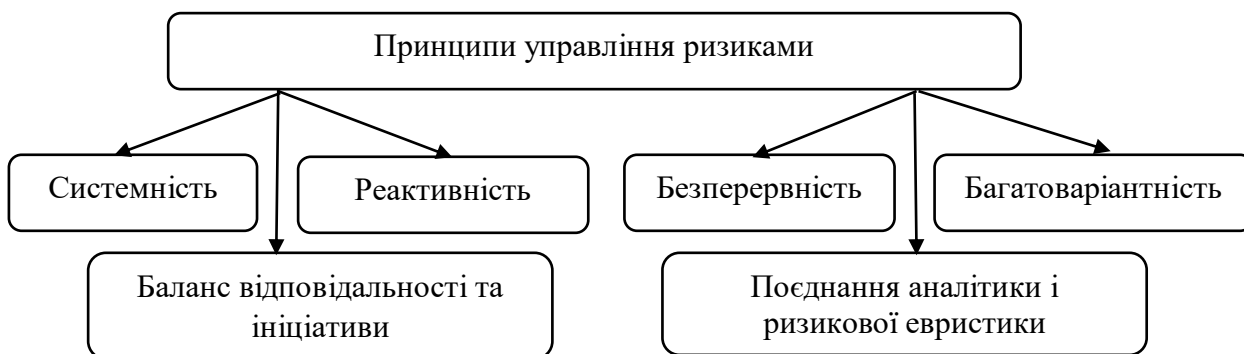 Принципи управління ризиками
Системність
Реактивність
Безперервність
Багатоваріантність
Баланс відповідальності та
ініціативи
Поєднання аналітики і
ризикової евристики